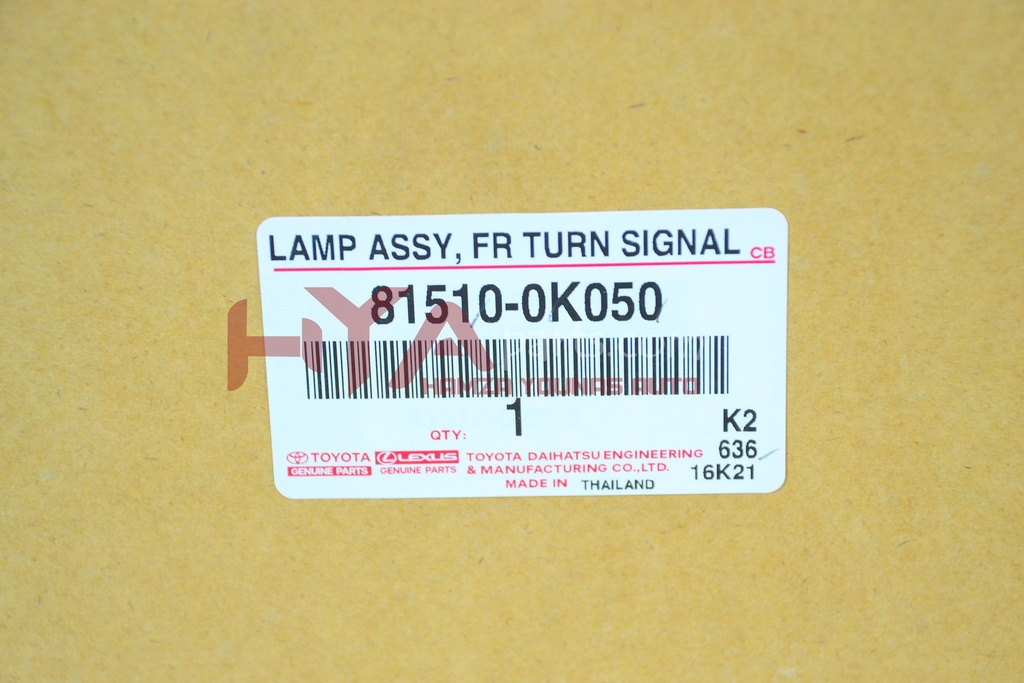 LAMP ASSY, FR TURN SIGNAL CB
81510-0K050
HYA
HAMZA YOUNAS AUTO
QTY: 1
K2
636
16K21
TOYOTA
GENUINE PARTS
LEXUS
GENUINE PARTS
TOYOTA DAIHATSU ENGINEERING
& MANUFACTURING CO., LTD.
MADE IN THAILAND